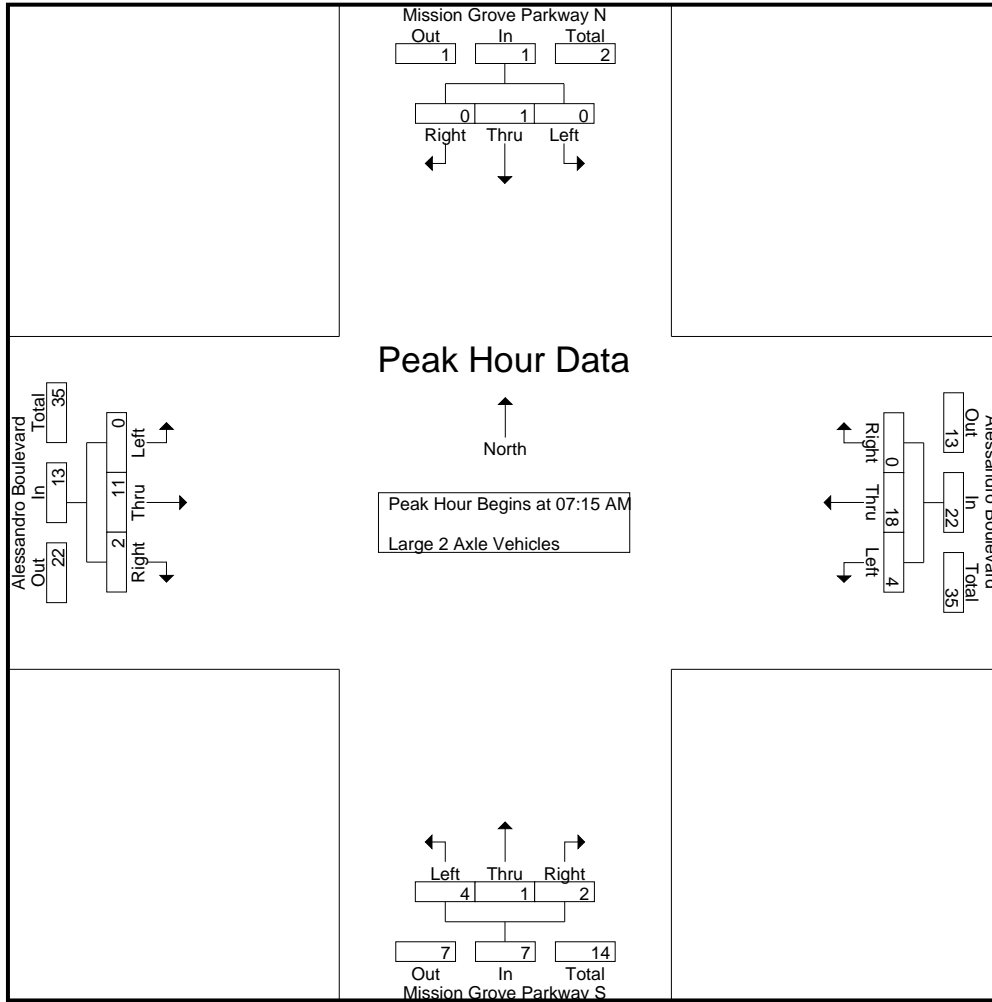 Mission Grove Parkway N
Out In Total
1 1 2
0 1 0
Right Thru Left
Peak Hour Data
North
Peak Hour Begins at 07:15 AM
Large 2 Axle Vehicles
Alessandro Boulevard
Out In Total
22 13 35
0 11 2
Left Thru Right
Alessandro Boulevard
Out In Total
13 22 35
0 18 4
Right Thru Left
Left Thru Right
4 1 2
7 7 14
Out In Total
Mission Grove Parkway S